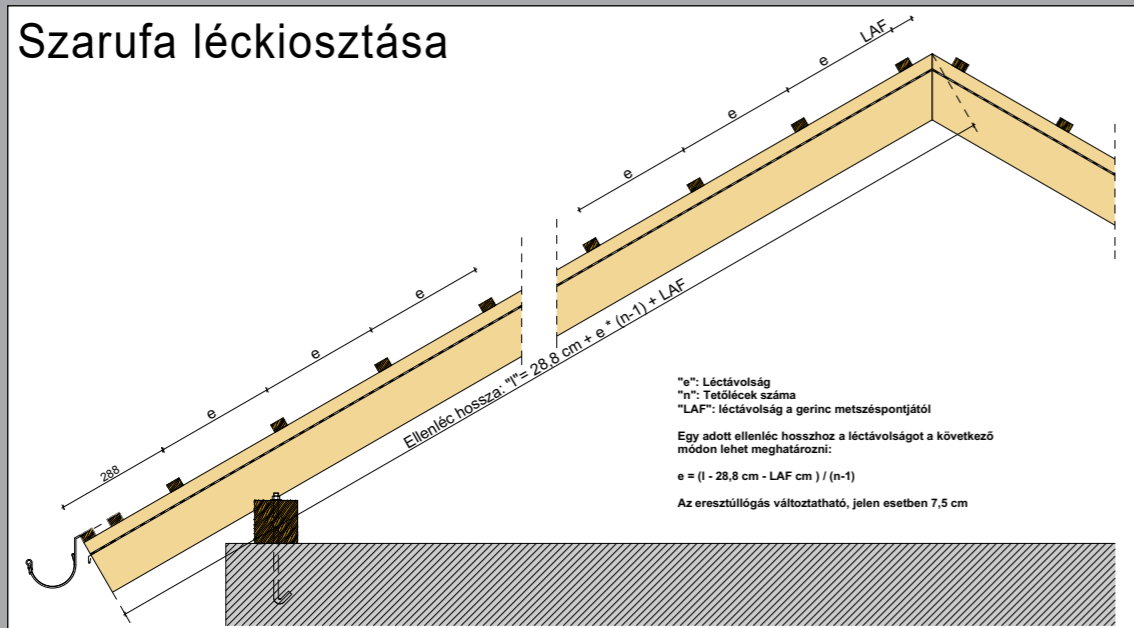 Szarufa léckiosztása
LAF
e
e
e
e
e
e
288
Ellenléc hossza: "l"= 28,8 cm + e * (n-1) + LAF
"e": Léctávolság
"n": Tetőlécek száma
"LAF": léctávolság a gerinc metszéspontjától
Egy adott ellenléc hosszhoz a léctávolságot a következő
módon lehet meghatározni:
e = (l - 28,8 cm - LAF cm ) / (n-1)
Az eresztúllógás változtatható, jelen esetben 7,5 cm